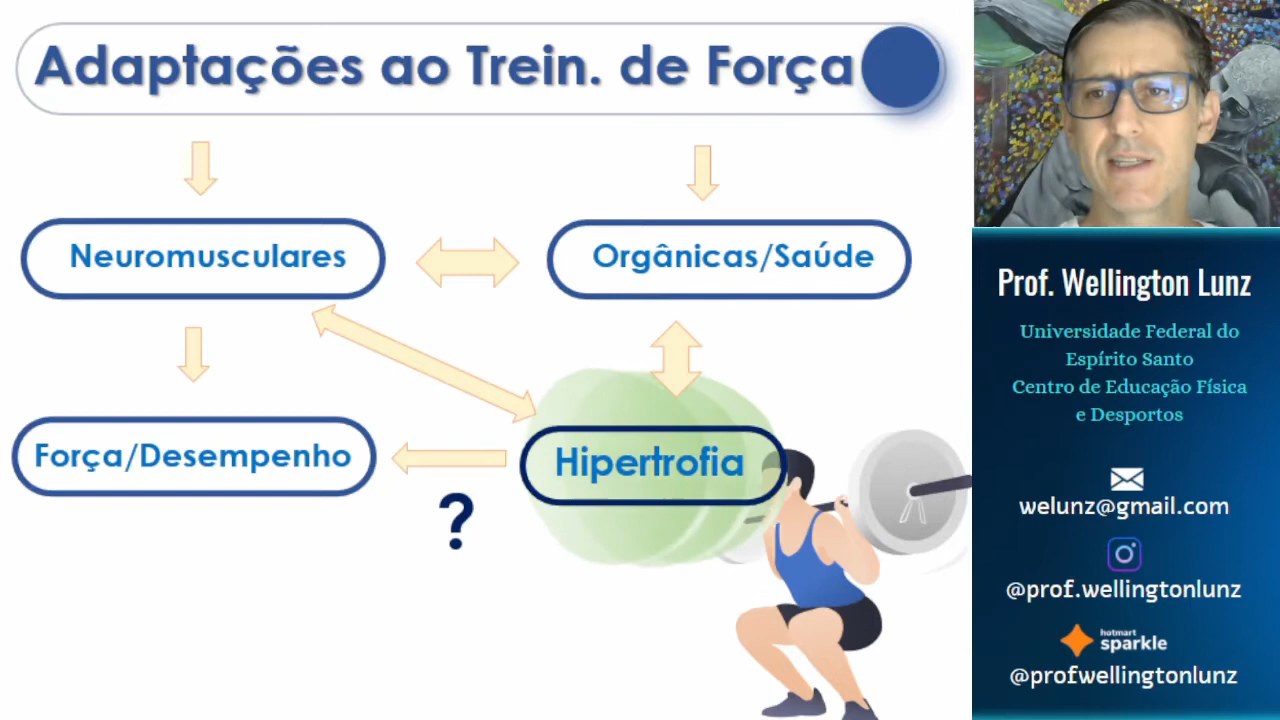 Adaptações ao Trein. de Força
Neuromusculares
Orgânicas/Saúde
Força/Desempenho
Hipertrofia
?
Prof. Wellington Lunz
Universidade Federal do
Espírito Santo
Centro de Educação Física
e Desportos
welunz@gmail.com
@prof.wellingtonlunz
hotmart
sparkle
@profwellingtonlunz